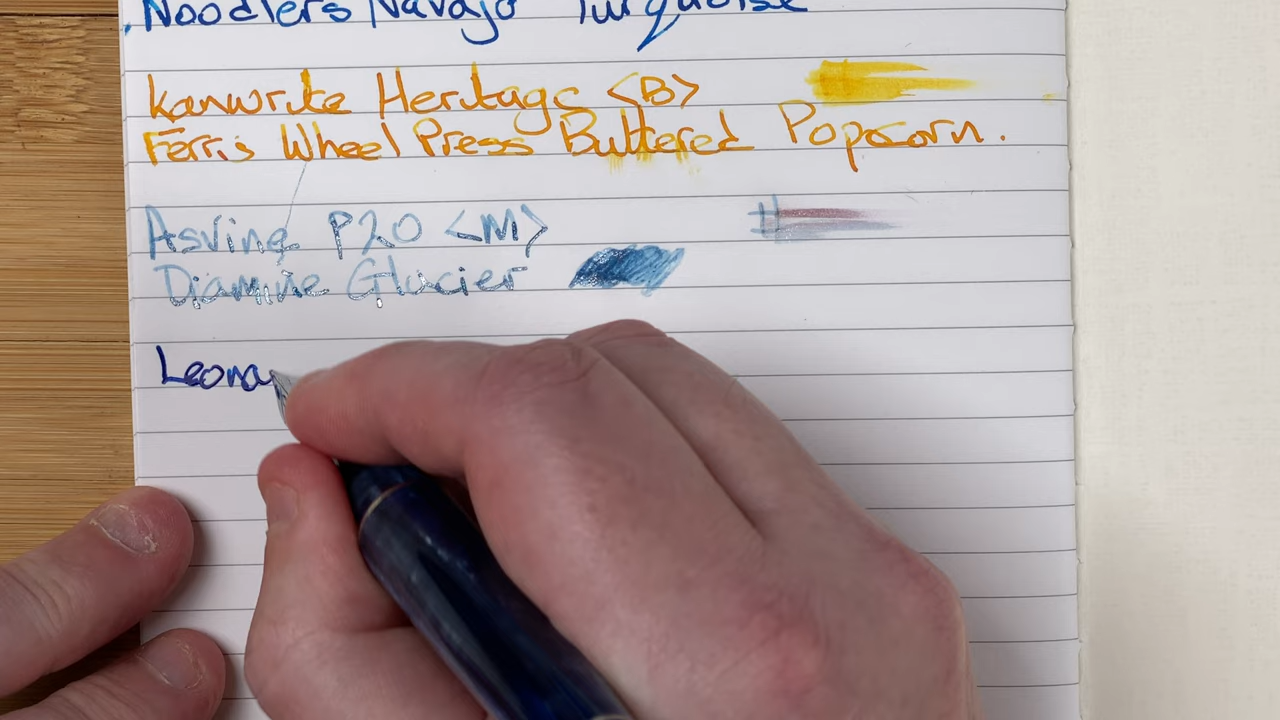 Noodlers Navajo Turquoise
Kanwrite Heritage <B>
Ferris Wheel Press Buttered Popcorn.
Asvine P20 <M>
Diamine Glacier
Leona